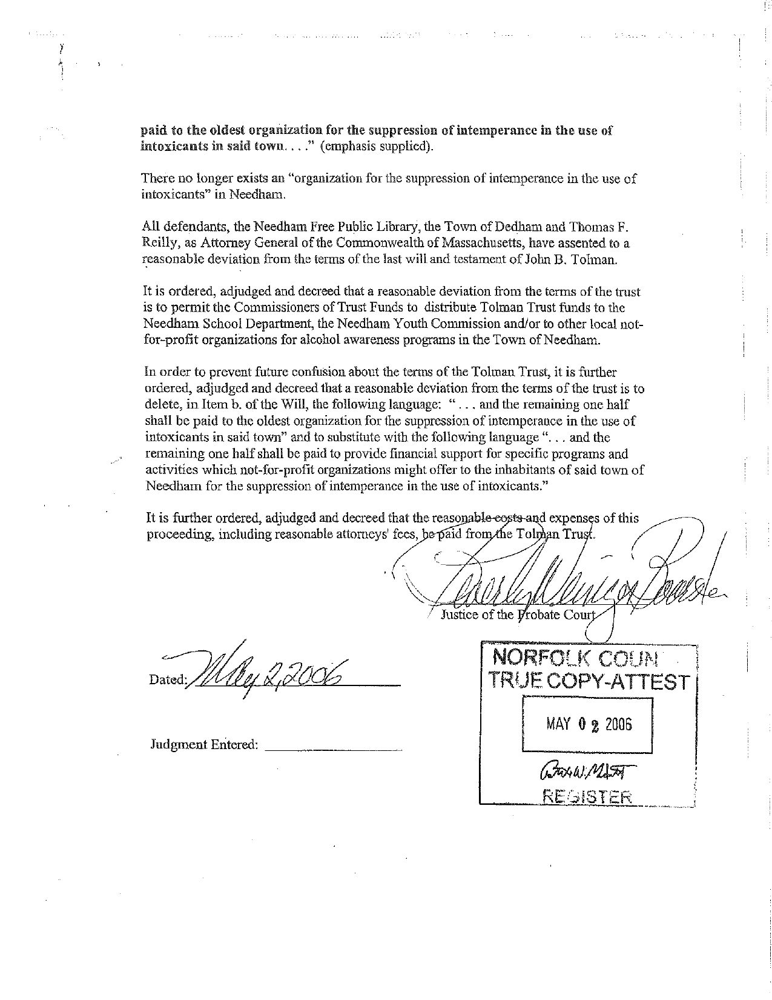 paid to the oldest organization for the suppression of intemperance in the use of
intoxicants in said town. . . .” (emphasis supplied).
There no longer exists an “organization for the suppression of intemperance in the use of
intoxicants” in Needham.
All defendants, the Needham Free Public Library, the Town of Dedham and Thomas F.
Reilly, as Attorney General of the Commonwealth of Massachusetts, have assented to a
reasonable deviation from the terms of the last will and testament of John B. Tolman.
It is ordered, adjudged and decreed that a reasonable deviation from the terms of the trust
is to permit the Commissioners of Trust Funds to distribute Tolman Trust funds to the
Needham School Department, the Needham Youth Commission and/or to other local not-
for-profit organizations for alcohol awareness programs in the Town of Needham.
In order to prevent future confusion about the terms of the Tolman Trust, it is further
ordered, adjudged and decreed that a reasonable deviation from the terms of the trust is to
delete, in Item b. of the Will, the following language: “ . . . and the remaining one half
shall be paid to the oldest organization for the suppression of intemperance in the use of
intoxicants in said town” and to substitute with the following language “. . . and the
remaining one half shall be paid to provide financial support for specific programs and
activities which not-for-profit organizations might offer to the inhabitants of said town of
Needham for the suppression of intemperance in the use of intoxicants.”
It is further ordered, adjudged and decreed that the reasonable costs and expenses of this
proceeding, including reasonable attorneys' fees, be paid from the Tolman Trust.
Justice of the Probate Court
Dated: May 2, 2006
NORFOLK COUN
TRUE COPY-ATTEST
MAY 02 2006
REGISTER
Judgment Entered: